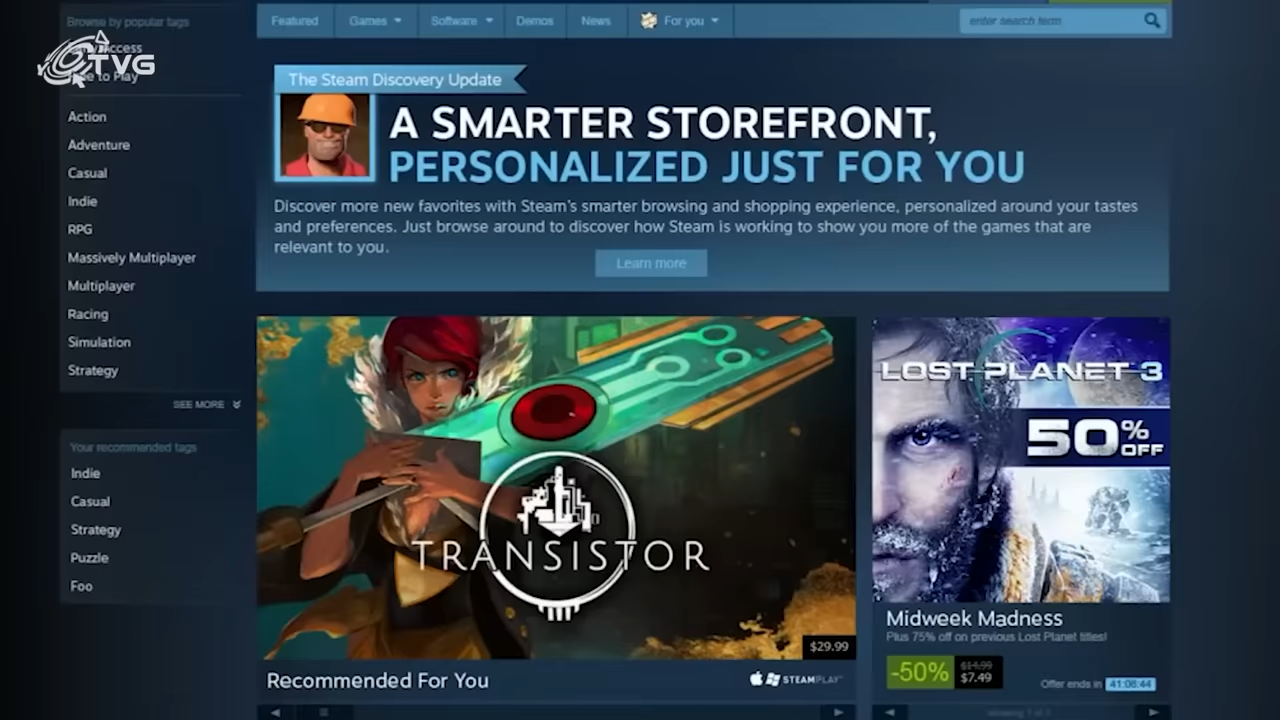 Browse by popular tags
TVG
Action
Adventure
Casual
Indie
RPG
Massively Multiplayer
Multiplayer
Racing
Simulation
Strategy
SEE MORE
Your recommended tags
Indie
Casual
Strategy
Puzzle
Foo
Featured Games Software Demos News For you
enter search term
The Steam Discovery Update
A SMARTER STOREFRONT,
PERSONALIZED JUST FOR YOU
Discover more new favorites with Steam's smarter browsing and shopping experience, personalized around your tastes
and preferences. Just browse around to discover how Steam is working to show you more of the games that are
relevant to you.
Learn more
TRANSISTOR
$29.99
Recommended For You
STEAMPLAY
LOST PLANET 3
50% OFF
Midweek Madness
Plus 75% off on previous Lost Planet titles!
-50% $14.99
$7.49
Offer ends in 41:08:44